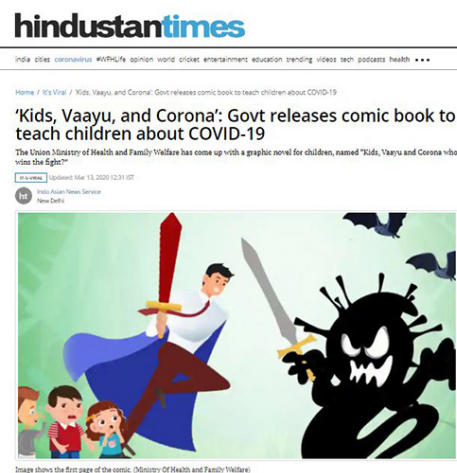 hindustantimes
india cities coronavirus #WFHLife opinion world cricket entertainment education trending videos tech podcasts health •••
Home / It's Viral / 'Kids, Vaayu, and Corona': Govt releases comic book to teach children about COVID-19
‘Kids, Vaayu, and Corona’: Govt releases comic book to
teach children about COVID-19
The Union Ministry of Health and Family Welfare has come up with a graphic novel for children, named "Kids, Vaayu and Corona who
wins the fight?"
IT'S VIRAL Updated: Mar 13, 2020 12:31 IST
ht
Indo Asian News Service
New Delhi
Image shows the first page of the comic. (Ministry Of Health and Family Welfare)